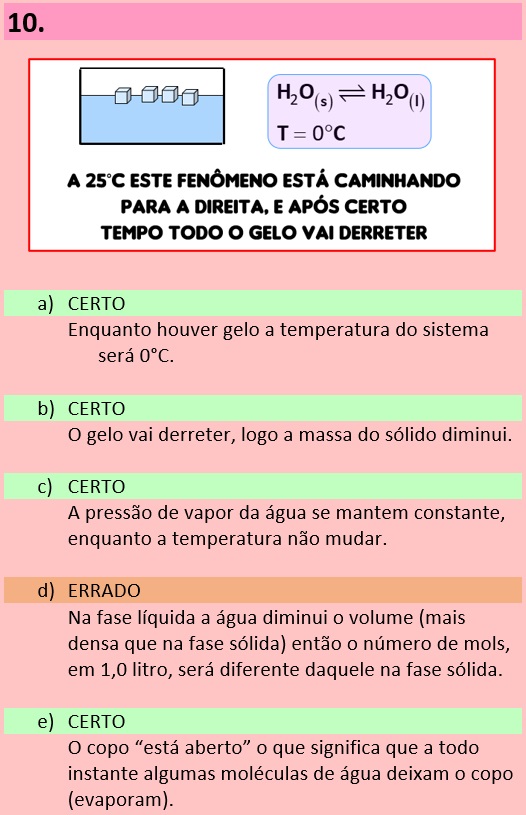 10.
H₂O(s) ⇌ H₂O(l)
T = 0°C
A 25°C ESTE FENÔMENO ESTÁ CAMINHANDO
PARA A DIREITA, E APÓS CERTO
TEMPO TODO O GELO VAI DERRETER
a) CERTO
Enquanto houver gelo a temperatura do sistema
será 0°C.
b) CERTO
O gelo vai derreter, logo a massa do sólido diminui.
c) CERTO
A pressão de vapor da água se mantem constante,
enquanto a temperatura não mudar.
d) ERRADO
Na fase líquida a água diminui o volume (mais
densa que na fase sólida) então o número de mols,
em 1,0 litro, será diferente daquele na fase sólida.
e) CERTO
O copo “está aberto” o que significa que a todo
instante algumas moléculas de água deixam o copo
(evaporam).